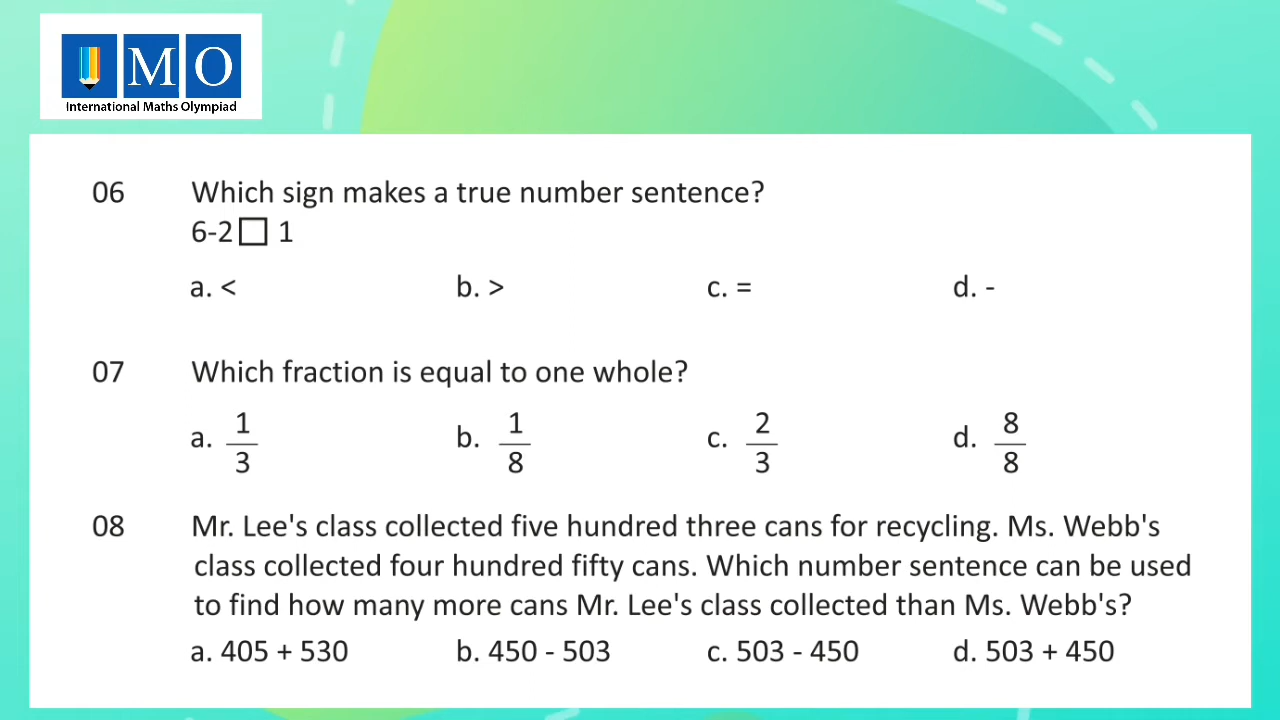 MO
International Maths Olympiad
06 Which sign makes a true number sentence?
6-2□ 1
a. < b. > c. = d. -
07 Which fraction is equal to one whole?
a. 1/3 b. 1/8 c. 2/3 d. 8/8
08 Mr. Lee's class collected five hundred three cans for recycling. Ms. Webb's
class collected four hundred fifty cans. Which number sentence can be used
to find how many more cans Mr. Lee's class collected than Ms. Webb's?
a. 405 + 530 b. 450 - 503 c. 503 - 450 d. 503 + 450